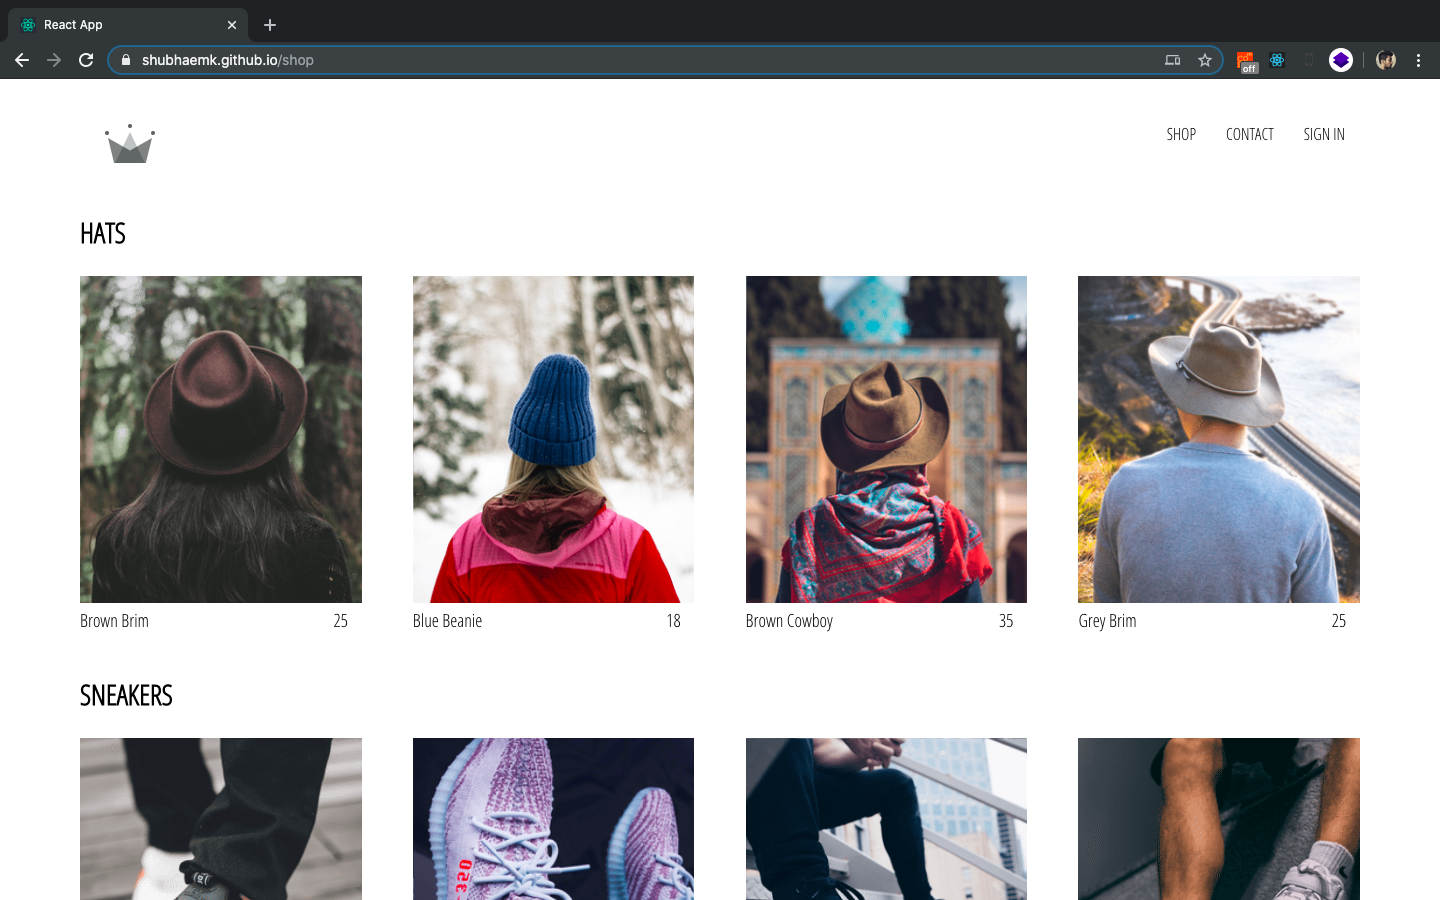 React App
shubhaemk.github.io/shop
off
SHOP CONTACT SIGN IN
HATS
Brown Brim 25
Blue Beanie 18
Brown Cowboy 35
Grey Brim 25
SNEAKERS